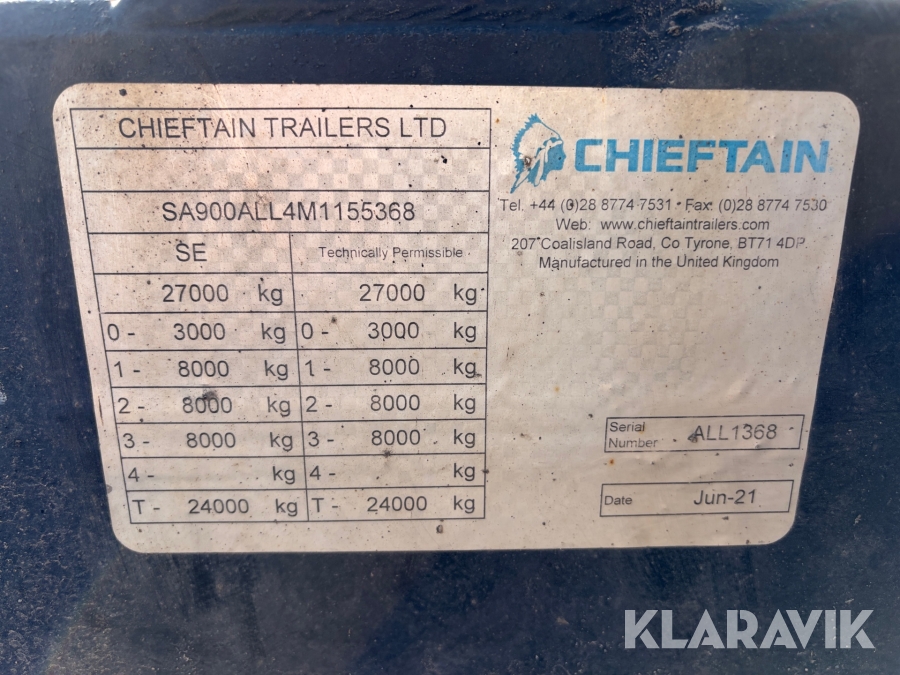 CHIEFTAIN TRAILERS LTD
SA900ALL4M1155368
SE Technically Permissible
27000 kg 27000 kg
0 - 3000 kg 0 - 3000 kg
1 - 8000 kg 1 - 8000 kg
2 - 8000 kg 2 - 8000 kg
3 - 8000 kg 3 - 8000 kg
4 - kg 4 - kg
T - 24000 kg T - 24000 kg
CHIEFTAIN
Tel. +44 (0)28 8774 7531 · Fax: (0)28 8774 7530
Web: www.chieftaintrailers.com
207 Coalisland Road, Co Tyrone, BT71 4DP.
Manufactured in the United Kingdom
Serial Number ALL1368
Date Jun-21
KLARAVIK